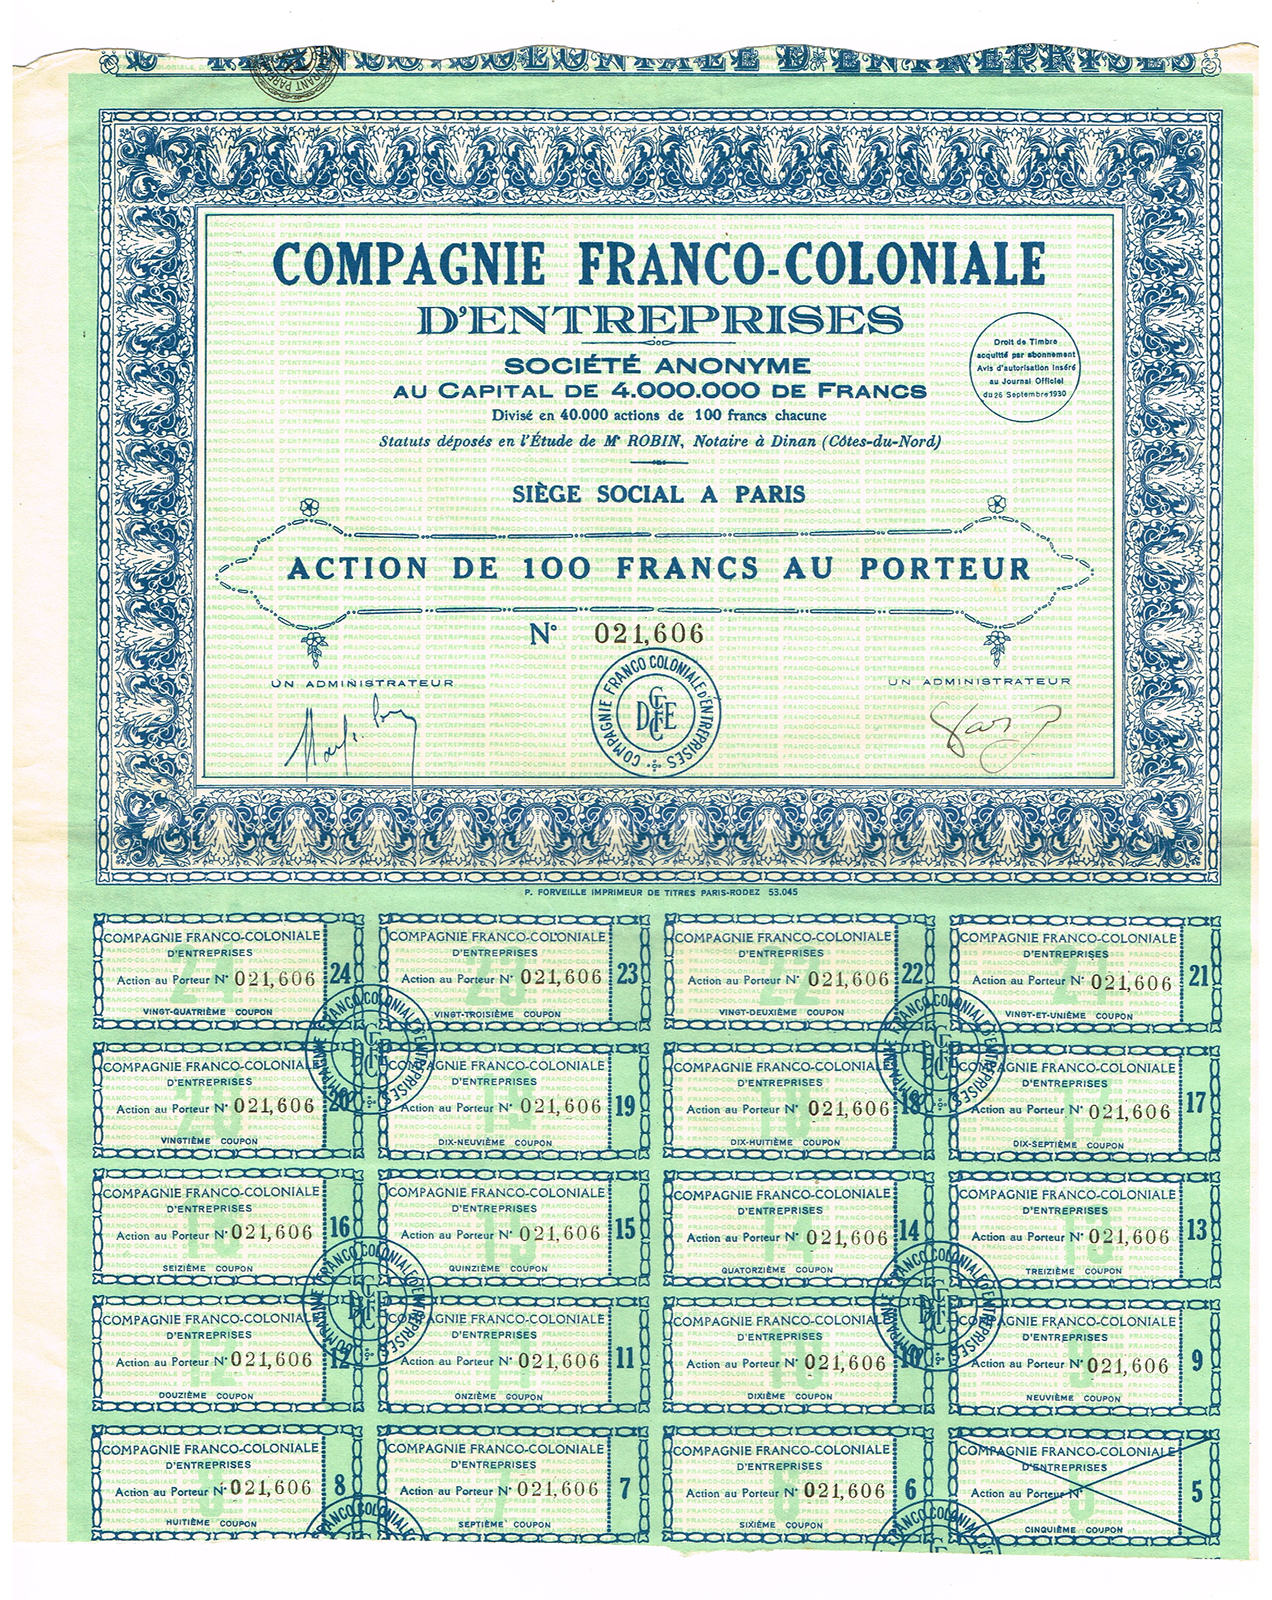 COMPAGNIE FRANCO-COLONIALE
D'ENTREPRISES
SOCIÉTÉ ANONYME
AU CAPITAL DE 4.000.000 DE FRANCS
Divisé en 40.000 actions de 100 francs chacune
Statuts déposés en l'Étude de Mᵉ ROBIN, Notaire à Dinan (Côtes-du-Nord)
Droit de Timbre
acquitté par abonnement
Avis d'autorisation inséré
au Journal Officiel
du 26 Septembre 1930
SIÈGE SOCIAL A PARIS
ACTION DE 100 FRANCS AU PORTEUR
N° 021,606
UN ADMINISTRATEUR
UN ADMINISTRATEUR
COMPAGNIE FRANCO COLONIALE D'ENTREPRISES
P. FORVEILLE IMPRIMEUR DE TITRES PARIS-RODEZ 53.045
COMPAGNIE FRANCO-COLONIALE
D'ENTREPRISES
Action au Porteur N° 021,606 24
VINGT-QUATRIÈME COUPON
COMPAGNIE FRANCO-COLONIALE
D'ENTREPRISES
Action au Porteur N° 021,606 23
VINGT-TROISIÈME COUPON
COMPAGNIE FRANCO-COLONIALE
D'ENTREPRISES
Action au Porteur N° 021,606 22
VINGT-DEUXIÈME COUPON
COMPAGNIE FRANCO-COLONIALE
D'ENTREPRISES
Action au Porteur N° 021,606 21
VINGT-ET-UNIÈME COUPON
COMPAGNIE FRANCO-COLONIALE
D'ENTREPRISES
Action au Porteur N° 021,606 20
VINGTIÈME COUPON
COMPAGNIE FRANCO-COLONIALE
D'ENTREPRISES
Action au Porteur N° 021,606 19
DIX-NEUVIÈME COUPON
COMPAGNIE FRANCO-COLONIALE
D'ENTREPRISES
Action au Porteur N° 021,606 18
DIX-HUITIÈME COUPON
COMPAGNIE FRANCO-COLONIALE
D'ENTREPRISES
Action au Porteur N° 021,606 17
DIX-SEPTIÈME COUPON
COMPAGNIE FRANCO-COLONIALE
D'ENTREPRISES
Action au Porteur N° 021,606 16
SEIZIÈME COUPON
COMPAGNIE FRANCO-COLONIALE
D'ENTREPRISES
Action au Porteur N° 021,606 15
QUINZIÈME COUPON
COMPAGNIE FRANCO-COLONIALE
D'ENTREPRISES
Action au Porteur N° 021,606 14
QUATORZIÈME COUPON
COMPAGNIE FRANCO-COLONIALE
D'ENTREPRISES
Action au Porteur N° 021,606 13
TREIZIÈME COUPON
COMPAGNIE FRANCO-COLONIALE
D'ENTREPRISES
Action au Porteur N° 021,606 12
DOUZIÈME COUPON
COMPAGNIE FRANCO-COLONIALE
D'ENTREPRISES
Action au Porteur N° 021,606 11
ONZIÈME COUPON
COMPAGNIE FRANCO-COLONIALE
D'ENTREPRISES
Action au Porteur N° 021,606 10
DIXIÈME COUPON
COMPAGNIE FRANCO-COLONIALE
D'ENTREPRISES
Action au Porteur N° 021,606 9
NEUVIÈME COUPON
COMPAGNIE FRANCO-COLONIALE
D'ENTREPRISES
Action au Porteur N° 021,606 8
HUITIÈME COUPON
COMPAGNIE FRANCO-COLONIALE
D'ENTREPRISES
Action au Porteur N° 021,606 7
SEPTIÈME COUPON
COMPAGNIE FRANCO-COLONIALE
D'ENTREPRISES
Action au Porteur N° 021,606 6
SIXIÈME COUPON
COMPAGNIE FRANCO-COLONIALE
D'ENTREPRISES
Action au Porteur N° 5
CINQUIÈME COUPON